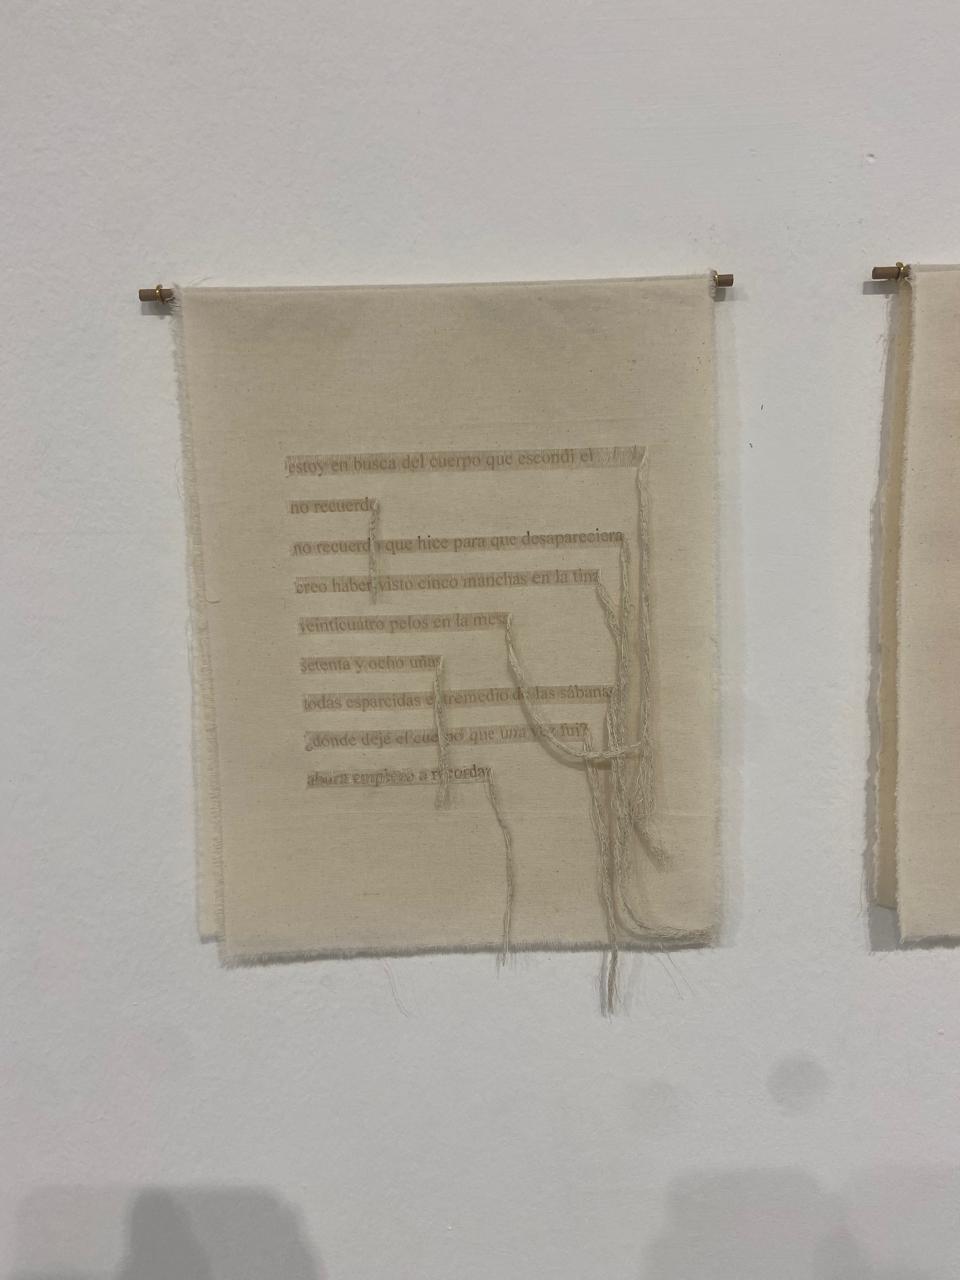 estoy en busca del cuerpo que escondí el
no recuerdo
no recuerdo que hice para que desapareciera
creo haber visto cinco manchas en la tina
veinticuatro pelos en la mesa
setenta y ocho uñas
todas esparcidas entremedio de las sábanas
¿dónde dejé el cuerpo que una vez fui?
ahora empiezo a recordar